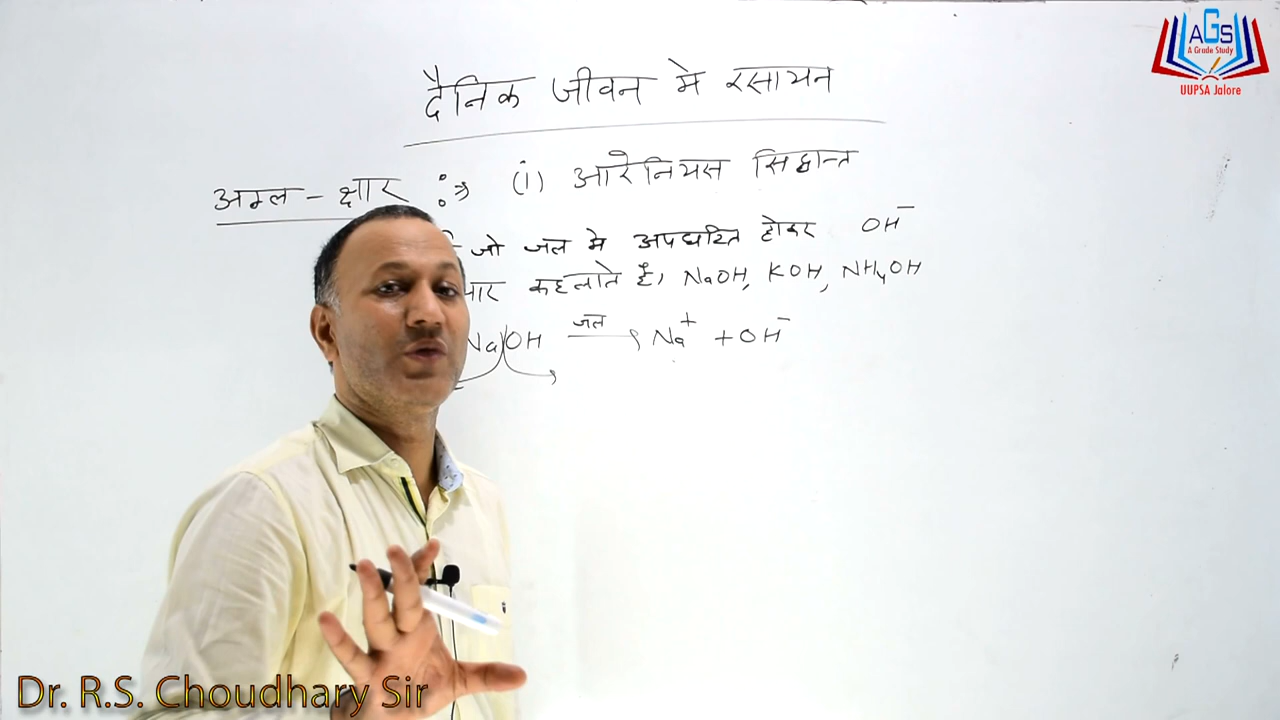 AGS
A Grade Study
UUPSA Jalore
दैनिक जीवन मे रसायन
अम्ल - क्षार :⇒ (i) आरेनियस सिद्धान्त
जो जल मे अपघटित होकर OH⁻
कहलाते है, NaOH, KOH, NH₄OH
NaOH जल → Na⁺ + OH⁻
Dr. R.S. Choudhary Sir